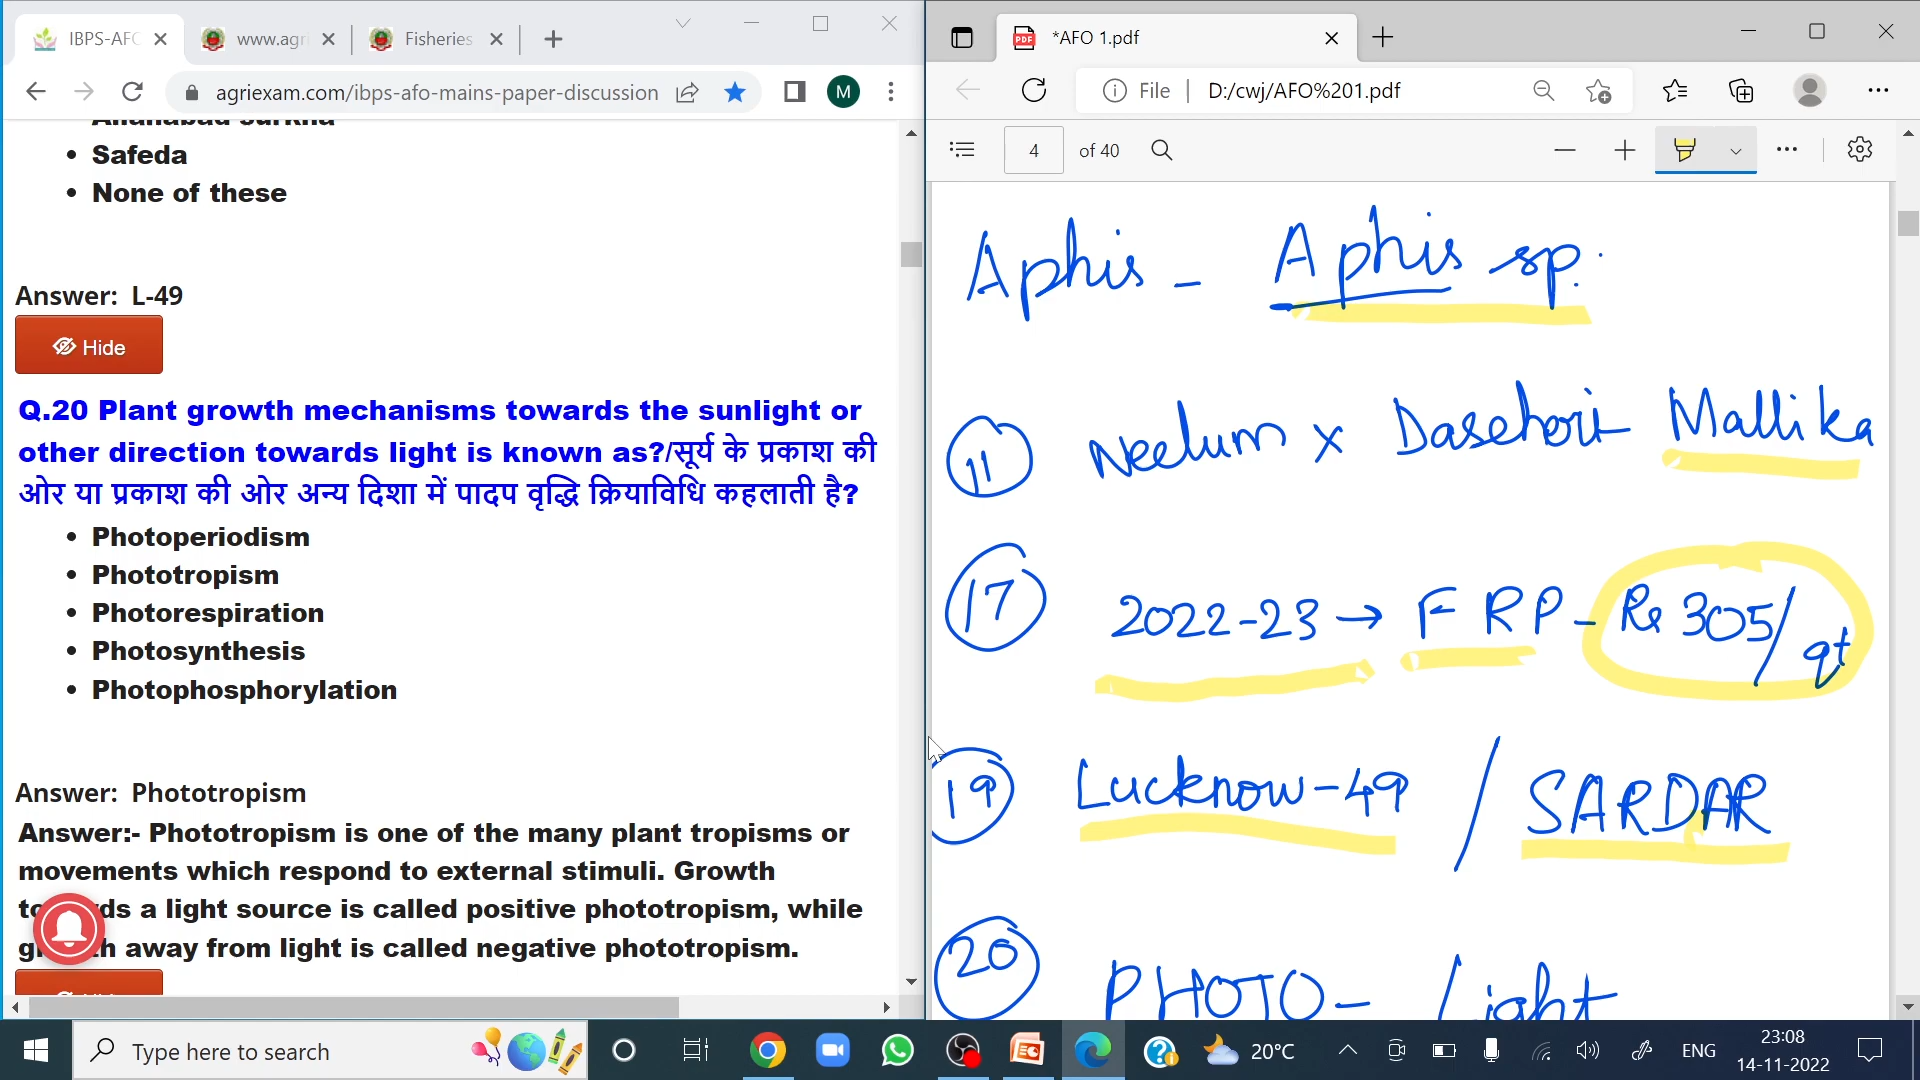 IBPS-AFO
www.agri
Fisheries
agriexam.com/ibps-afo-mains-paper-discussion
M
Allahabad surkha
Safeda
None of these
Answer: L-49
Hide
Q.20 Plant growth mechanisms towards the sunlight or
other direction towards light is known as?/सूर्य के प्रकाश की
ओर या प्रकाश की ओर अन्य दिशा में पादप वृद्धि क्रियाविधि कहलाती है?
Photoperiodism
Phototropism
Photorespiration
Photosynthesis
Photophosphorylation
Answer: Phototropism
Answer:- Phototropism is one of the many plant tropisms or
movements which respond to external stimuli. Growth
towards a light source is called positive phototropism, while
growth away from light is called negative phototropism.
*AFO 1.pdf
File D:/cwj/AFO%201.pdf
4 of 40
Aphis - Aphis sp.
11 Neelum x Dasehori Mallika
17 2022-23 → FRP - Rs 305/qt
19 Lucknow-49 / SARDAR
20 PHOTO- Light
Type here to search
20°C
ENG
23:08
14-11-2022